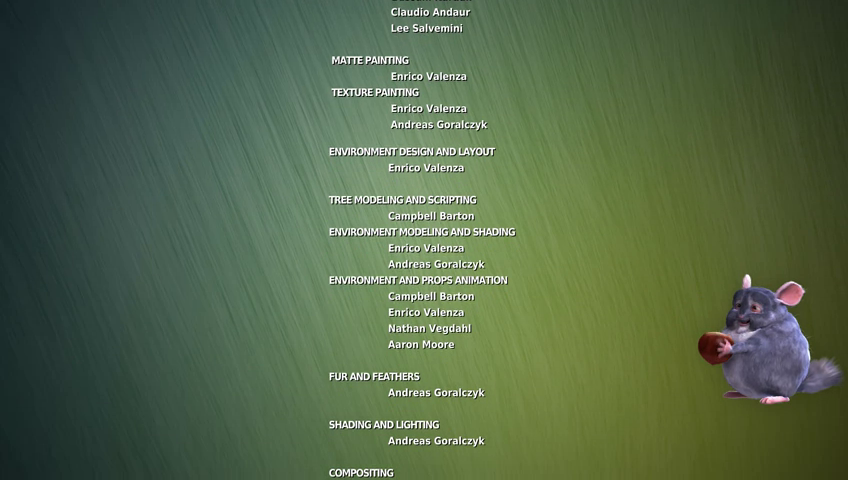 Claudio Andaur
Lee Salvemini
MATTE PAINTING
Enrico Valenza
TEXTURE PAINTING
Enrico Valenza
Andreas Goralczyk
ENVIRONMENT DESIGN AND LAYOUT
Enrico Valenza
TREE MODELING AND SCRIPTING
Campbell Barton
ENVIRONMENT MODELING AND SHADING
Enrico Valenza
Andreas Goralczyk
ENVIRONMENT AND PROPS ANIMATION
Campbell Barton
Enrico Valenza
Nathan Vegdahl
Aaron Moore
FUR AND FEATHERS
Andreas Goralczyk
SHADING AND LIGHTING
Andreas Goralczyk
COMPOSITING